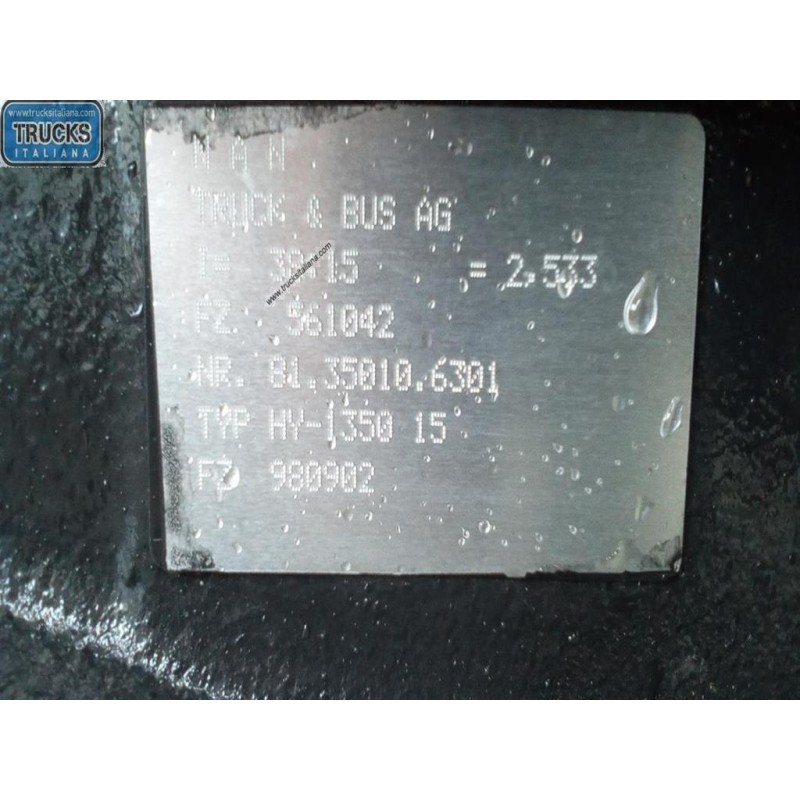 www.trucksitaliana.com
TRUCKS
ITALIANA
M A N
TRUCK & BUS AG
I= 38:15 = 2,533
FZ. 561042
www.trucksitaliana.com
NR. 81.35010.6301
TYP HY-1350 15
FZ 980902